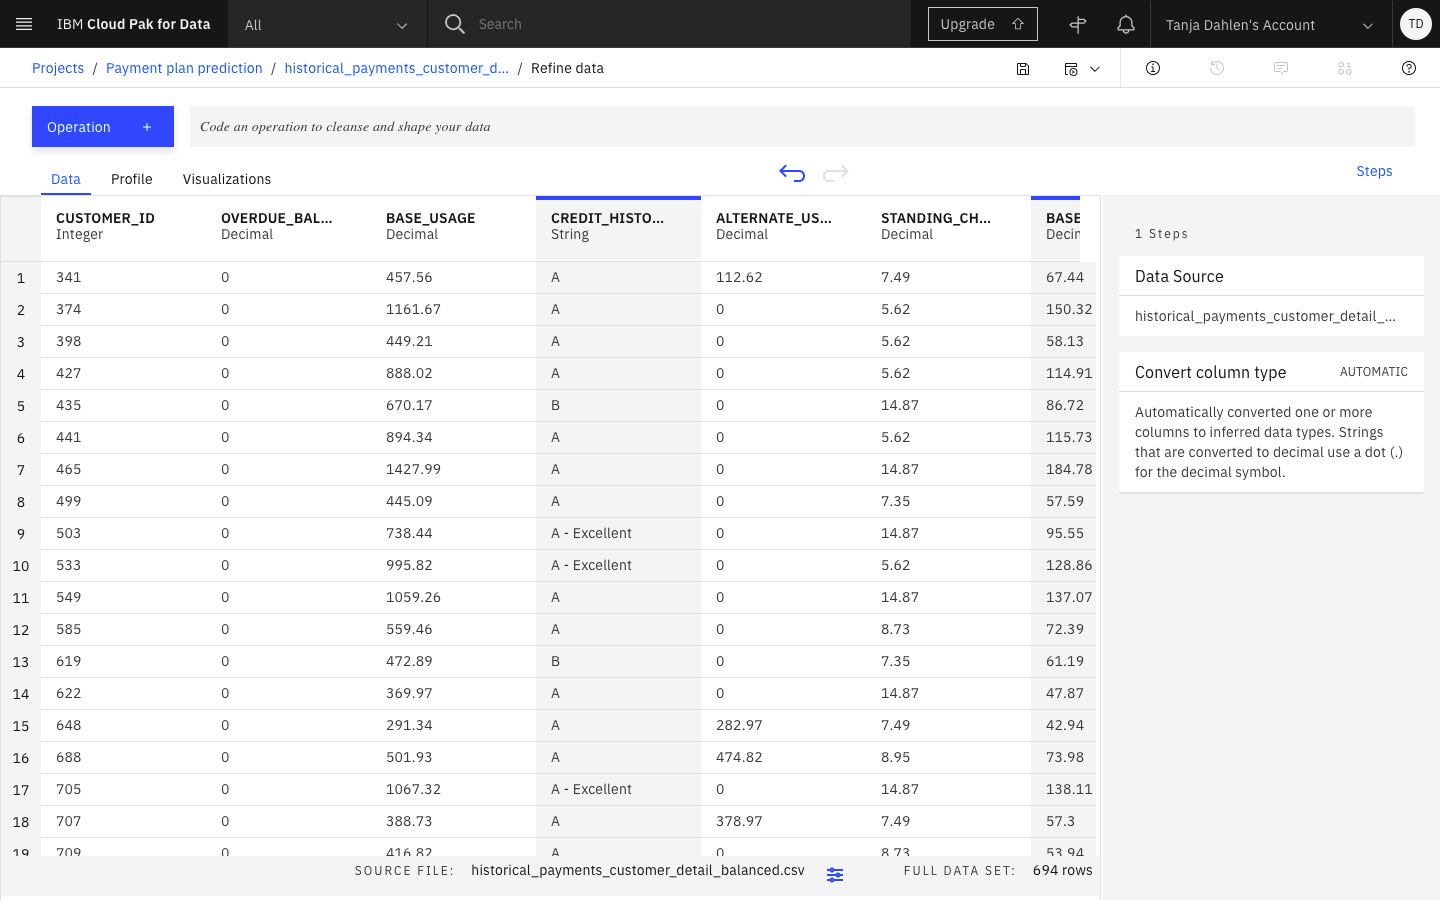 IBM Cloud Pak for Data All Search Upgrade Tanja Dahlen's Account TD
Projects / Payment plan prediction / historical_payments_customer_d... / Refine data
Operation + Code an operation to cleanse and shape your data
Data Profile Visualizations Steps
CUSTOMER_ID OVERDUE_BAL... BASE_USAGE CREDIT_HISTO... ALTERNATE_US... STANDING_CH... BASE
Integer Decimal Decimal String Decimal Decimal Decim
1 341 0 457.56 A 112.62 7.49 67.44
2 374 0 1161.67 A 0 5.62 150.32
3 398 0 449.21 A 0 5.62 58.13
4 427 0 888.02 A 0 5.62 114.91
5 435 0 670.17 B 0 14.87 86.72
6 441 0 894.34 A 0 5.62 115.73
7 465 0 1427.99 A 0 14.87 184.78
8 499 0 445.09 A 0 7.35 57.59
9 503 0 738.44 A - Excellent 0 14.87 95.55
10 533 0 995.82 A - Excellent 0 5.62 128.86
11 549 0 1059.26 A 0 14.87 137.07
12 585 0 559.46 A 0 8.73 72.39
13 619 0 472.89 B 0 7.35 61.19
14 622 0 369.97 A 0 14.87 47.87
15 648 0 291.34 A 282.97 7.49 42.94
16 688 0 501.93 A 474.82 8.95 73.98
17 705 0 1067.32 A - Excellent 0 14.87 138.11
18 707 0 388.73 A 378.97 7.49 57.3
19 709 0 416.82 A 0 8.73 53.94
SOURCE FILE: historical_payments_customer_detail_balanced.csv FULL DATA SET: 694 rows
1 Steps
Data Source
historical_payments_customer_detail_...
Convert column type AUTOMATIC
Automatically converted one or more
columns to inferred data types. Strings
that are converted to decimal use a dot (.)
for the decimal symbol.